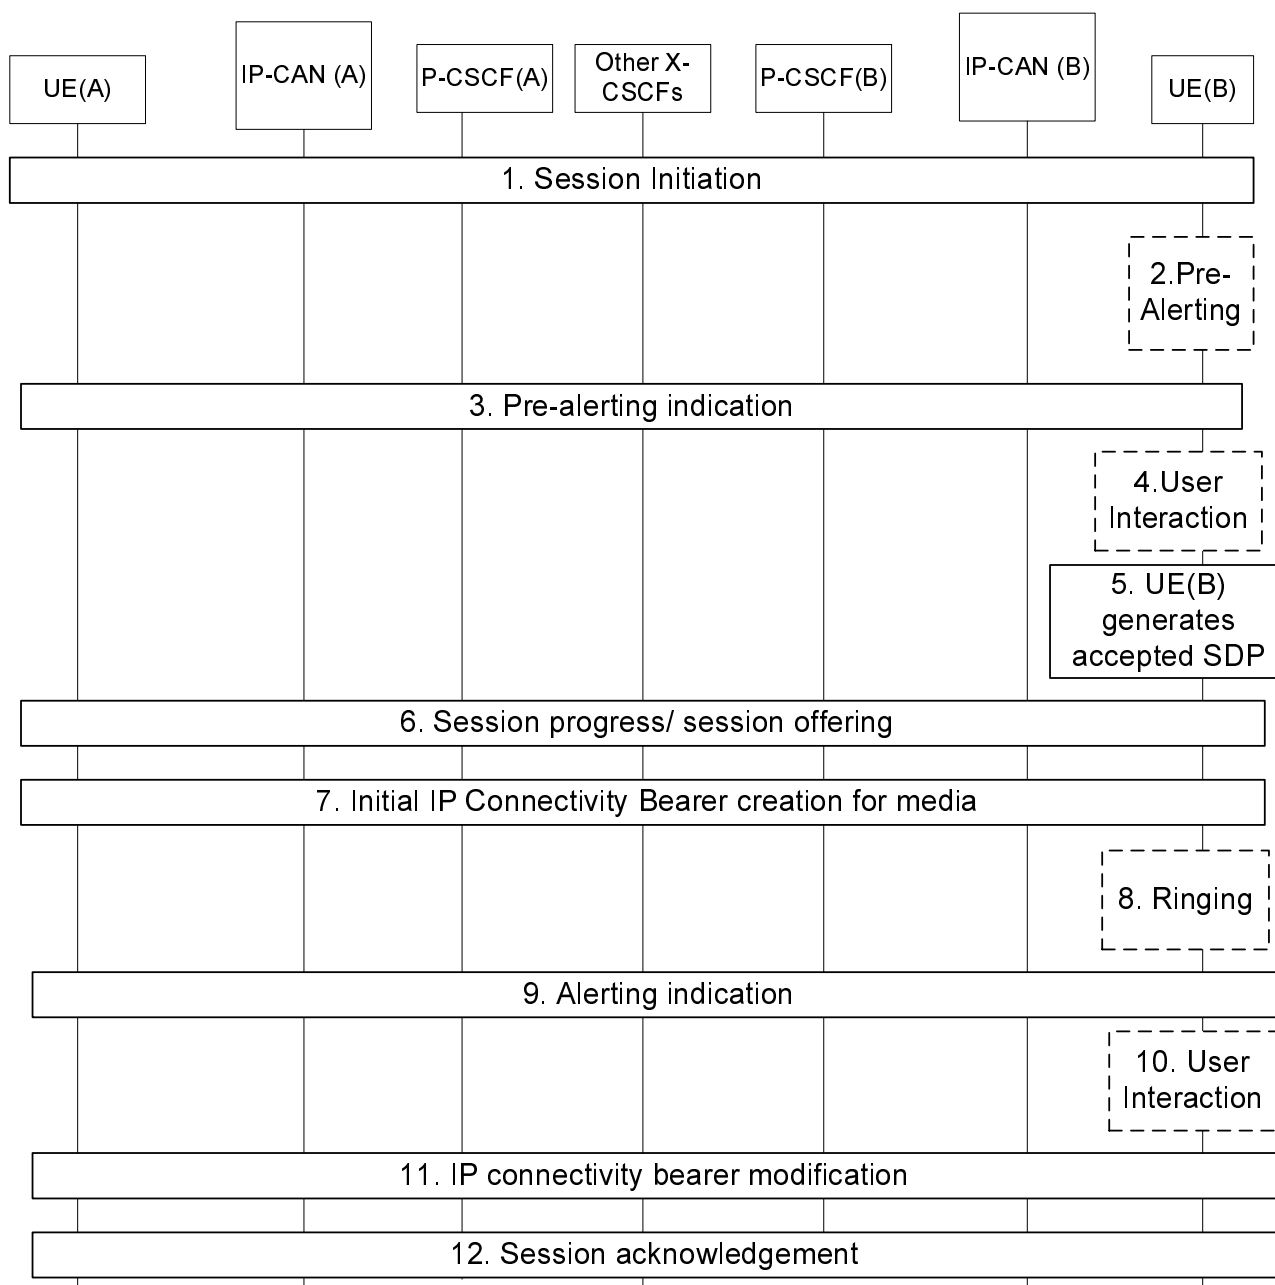 UE(A)
IP-CAN (A)
P-CSCF(A)
Other X-
CSCFs
P-CSCF(B)
IP-CAN (B)
UE(B)
1. Session Initiation
2.Pre-
Alerting
3. Pre-alerting indication
4.User
Interaction
5. UE(B)
generates
accepted SDP
6. Session progress/ session offering
7. Initial IP Connectivity Bearer creation for media
8. Ringing
9. Alerting indication
10. User
Interaction
11. IP connectivity bearer modification
12. Session acknowledgement